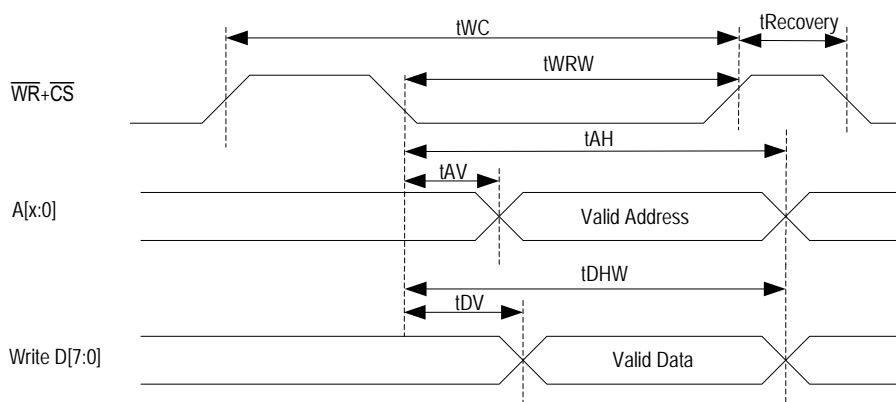 tWC
tRecovery
tWRW
WR+CS
tAH
tAV
A[x:0]
Valid Address
tDHW
tDV
Write D[7:0]
Valid Data